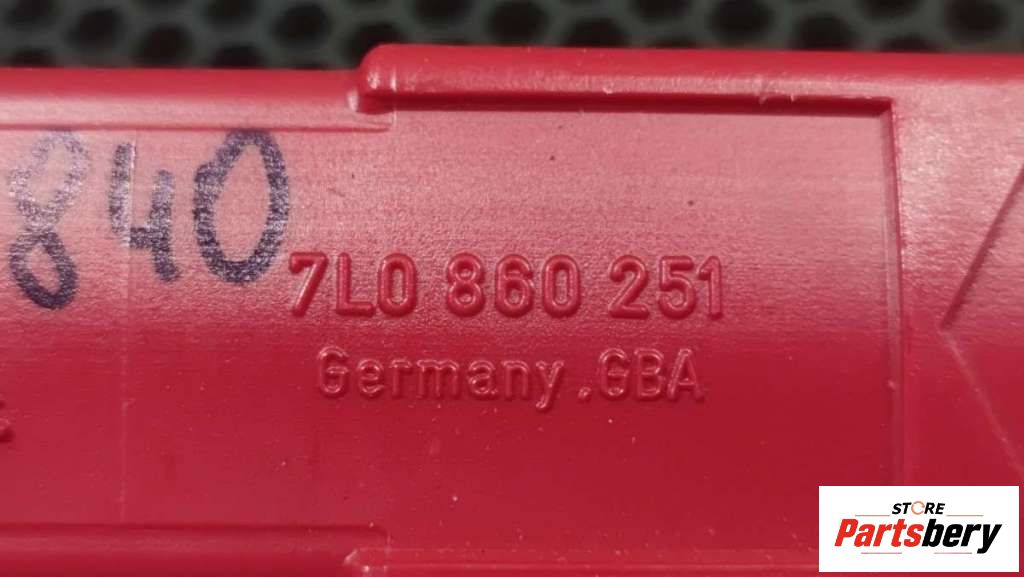 840
7L0 860 251
Germany .GBA
STORE
Partsbery